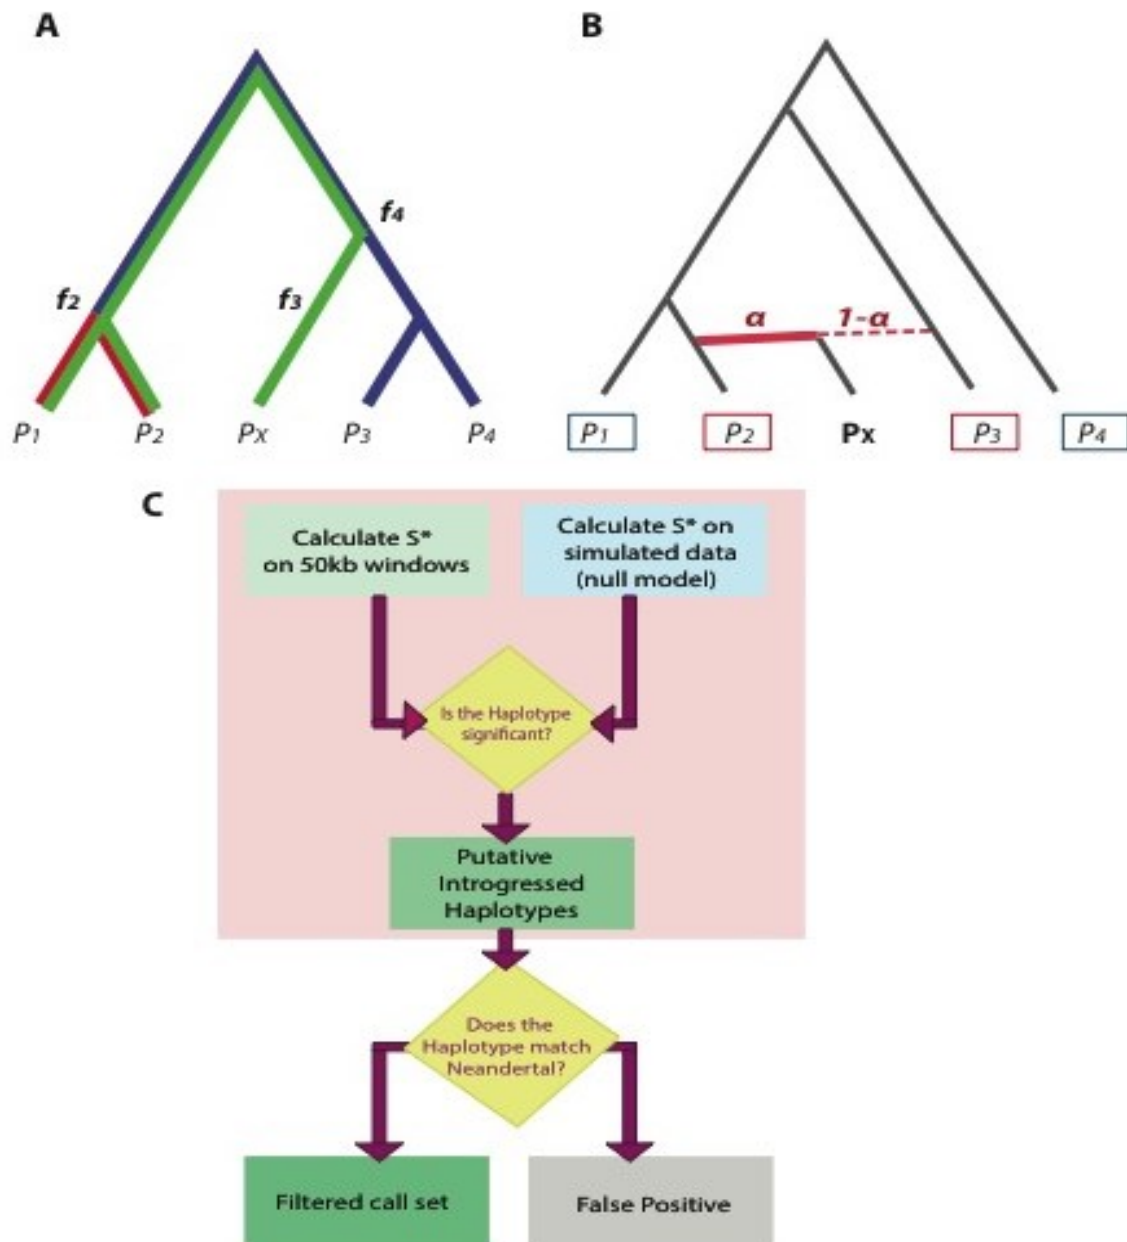 A
B
f4
f2
f3
α
1-α
P1
P2
PX
P3
P4
P1
P2
PX
P3
P4
C
Calculate S*
on 50kb windows
Calculate S* on
simulated data
(null model)
Is the Haplotype
significant?
Putative
Introgressed
Haplotypes
Does the
Haplotype match
Neandertal?
Filtered call set
False Positive